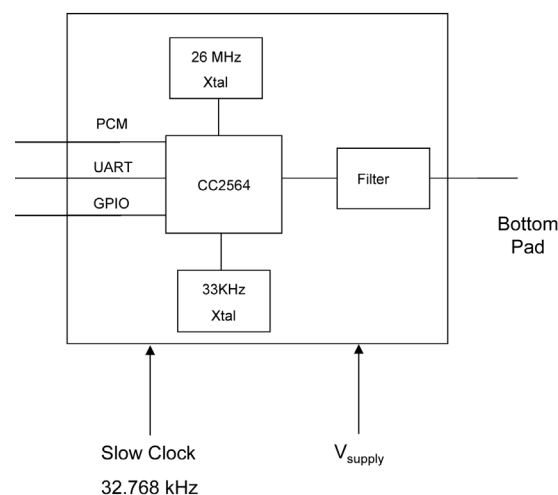 26 MHz
Xtal
PCM
UART
GPIO
CC2564
Filter
Bottom
Pad
33KHz
Xtal
Slow Clock
32.768 kHz
Vsupply